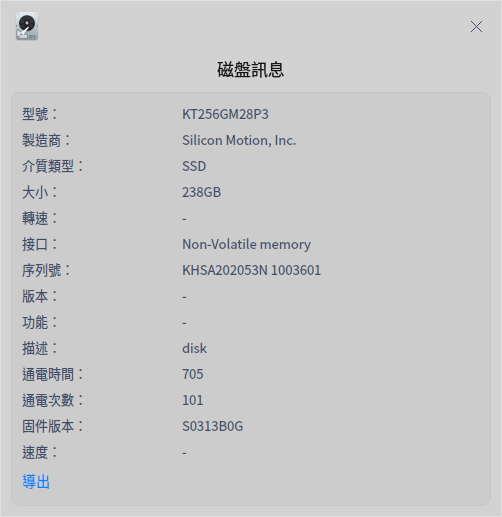 磁盤訊息
型號： KT256GM28P3
製造商： Silicon Motion, Inc.
介質類型： SSD
大小： 238GB
轉速： -
接口： Non-Volatile memory
序列號： KHSA202053N 1003601
版本： -
功能： -
描述： disk
通電時間： 705
通電次數： 101
固件版本： S0313B0G
速度： -
導出